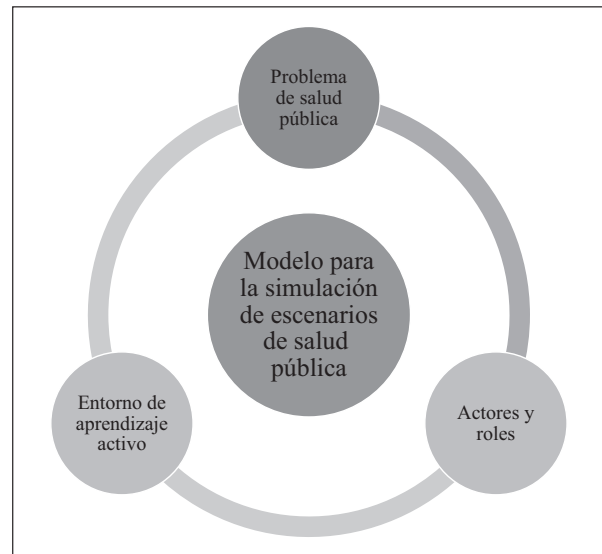 Problema
de salud
pública
Modelo para
la simulación
de escenarios
de salud
pública
Entorno de
aprendizaje
activo
Actores y
roles